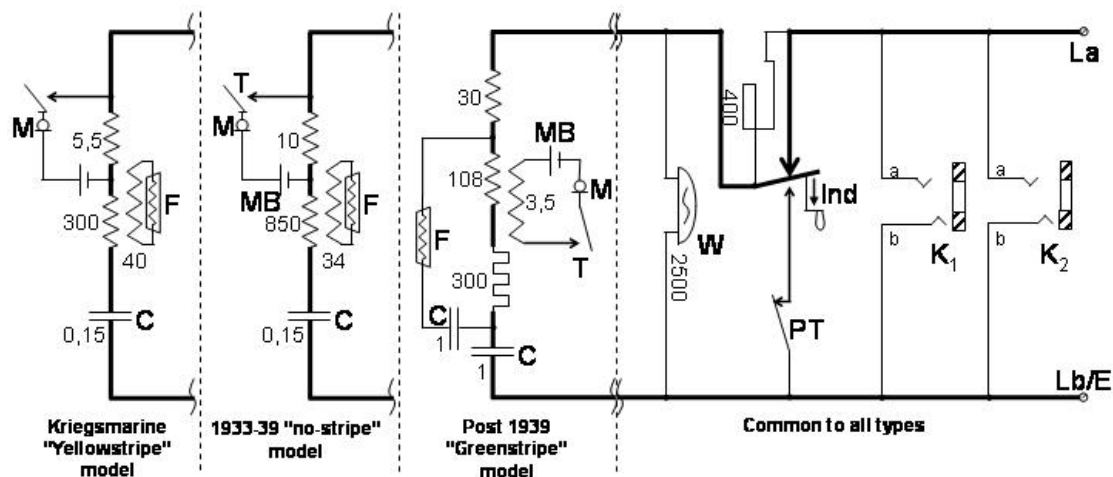 M
5,5
300
F
40
C
0,15
Kriegsmarine
"Yellowstripe"
model
T
M
10
MB
850
F
34
C
0,15
1933-39 "no-stripe"
model
30
MB
108
M
3,5
F
T
300
C
1
C
1
Post 1939
"Greenstripe"
model
La
400
Ind
W
2500
PT
a
b
K1
a
b
K2
Lb/E
Common to all types